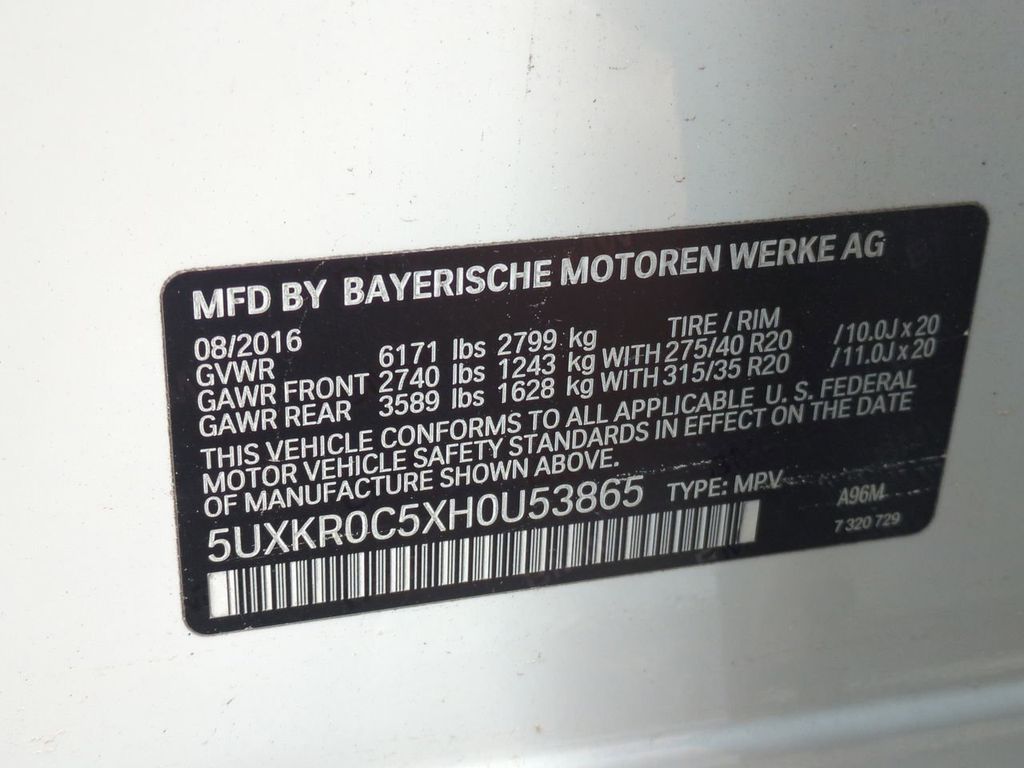 MFD BY BAYERISCHE MOTOREN WERKE AG
08/2016 TIRE / RIM
GVWR 6171 lbs 2799 kg
GAWR FRONT 2740 lbs 1243 kg WITH 275/40 R20 /10.0J x 20
GAWR REAR 3589 lbs 1628 kg WITH 315/35 R20 /11.0J x 20
THIS VEHICLE CONFORMS TO ALL APPLICABLE U. S. FEDERAL
MOTOR VEHICLE SAFETY STANDARDS IN EFFECT ON THE DATE
OF MANUFACTURE SHOWN ABOVE.
5UXKR0C5XH0U53865 TYPE: MPV A96M
7 320 729